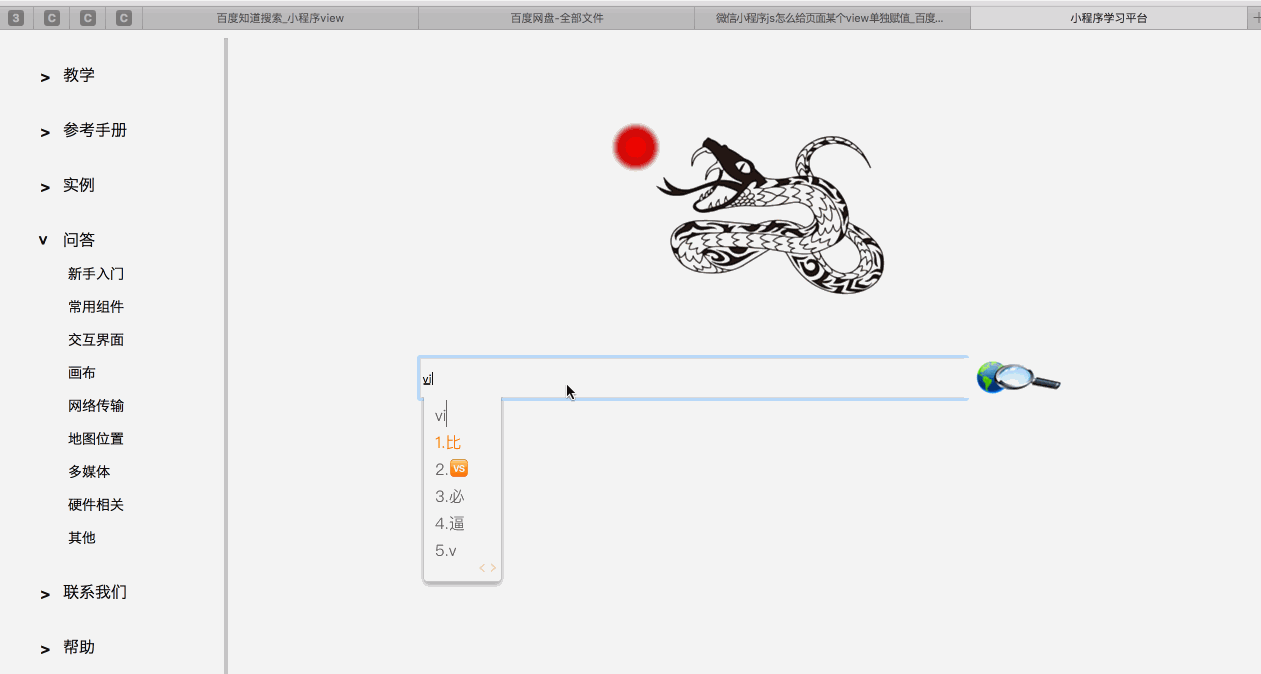 3
C
C
C
百度知道搜索_小程序view
百度网盘-全部文件
微信小程序js怎么给页面某个view单独赋值_百度...
小程序学习平台
> 教学
> 参考手册
> 实例
v 问答
新手入门
常用组件
交互界面
画布
网络传输
地图位置
多媒体
硬件相关
其他
> 联系我们
> 帮助
vi
vi
1.比
2.VS
3.必
4.逼
5.v